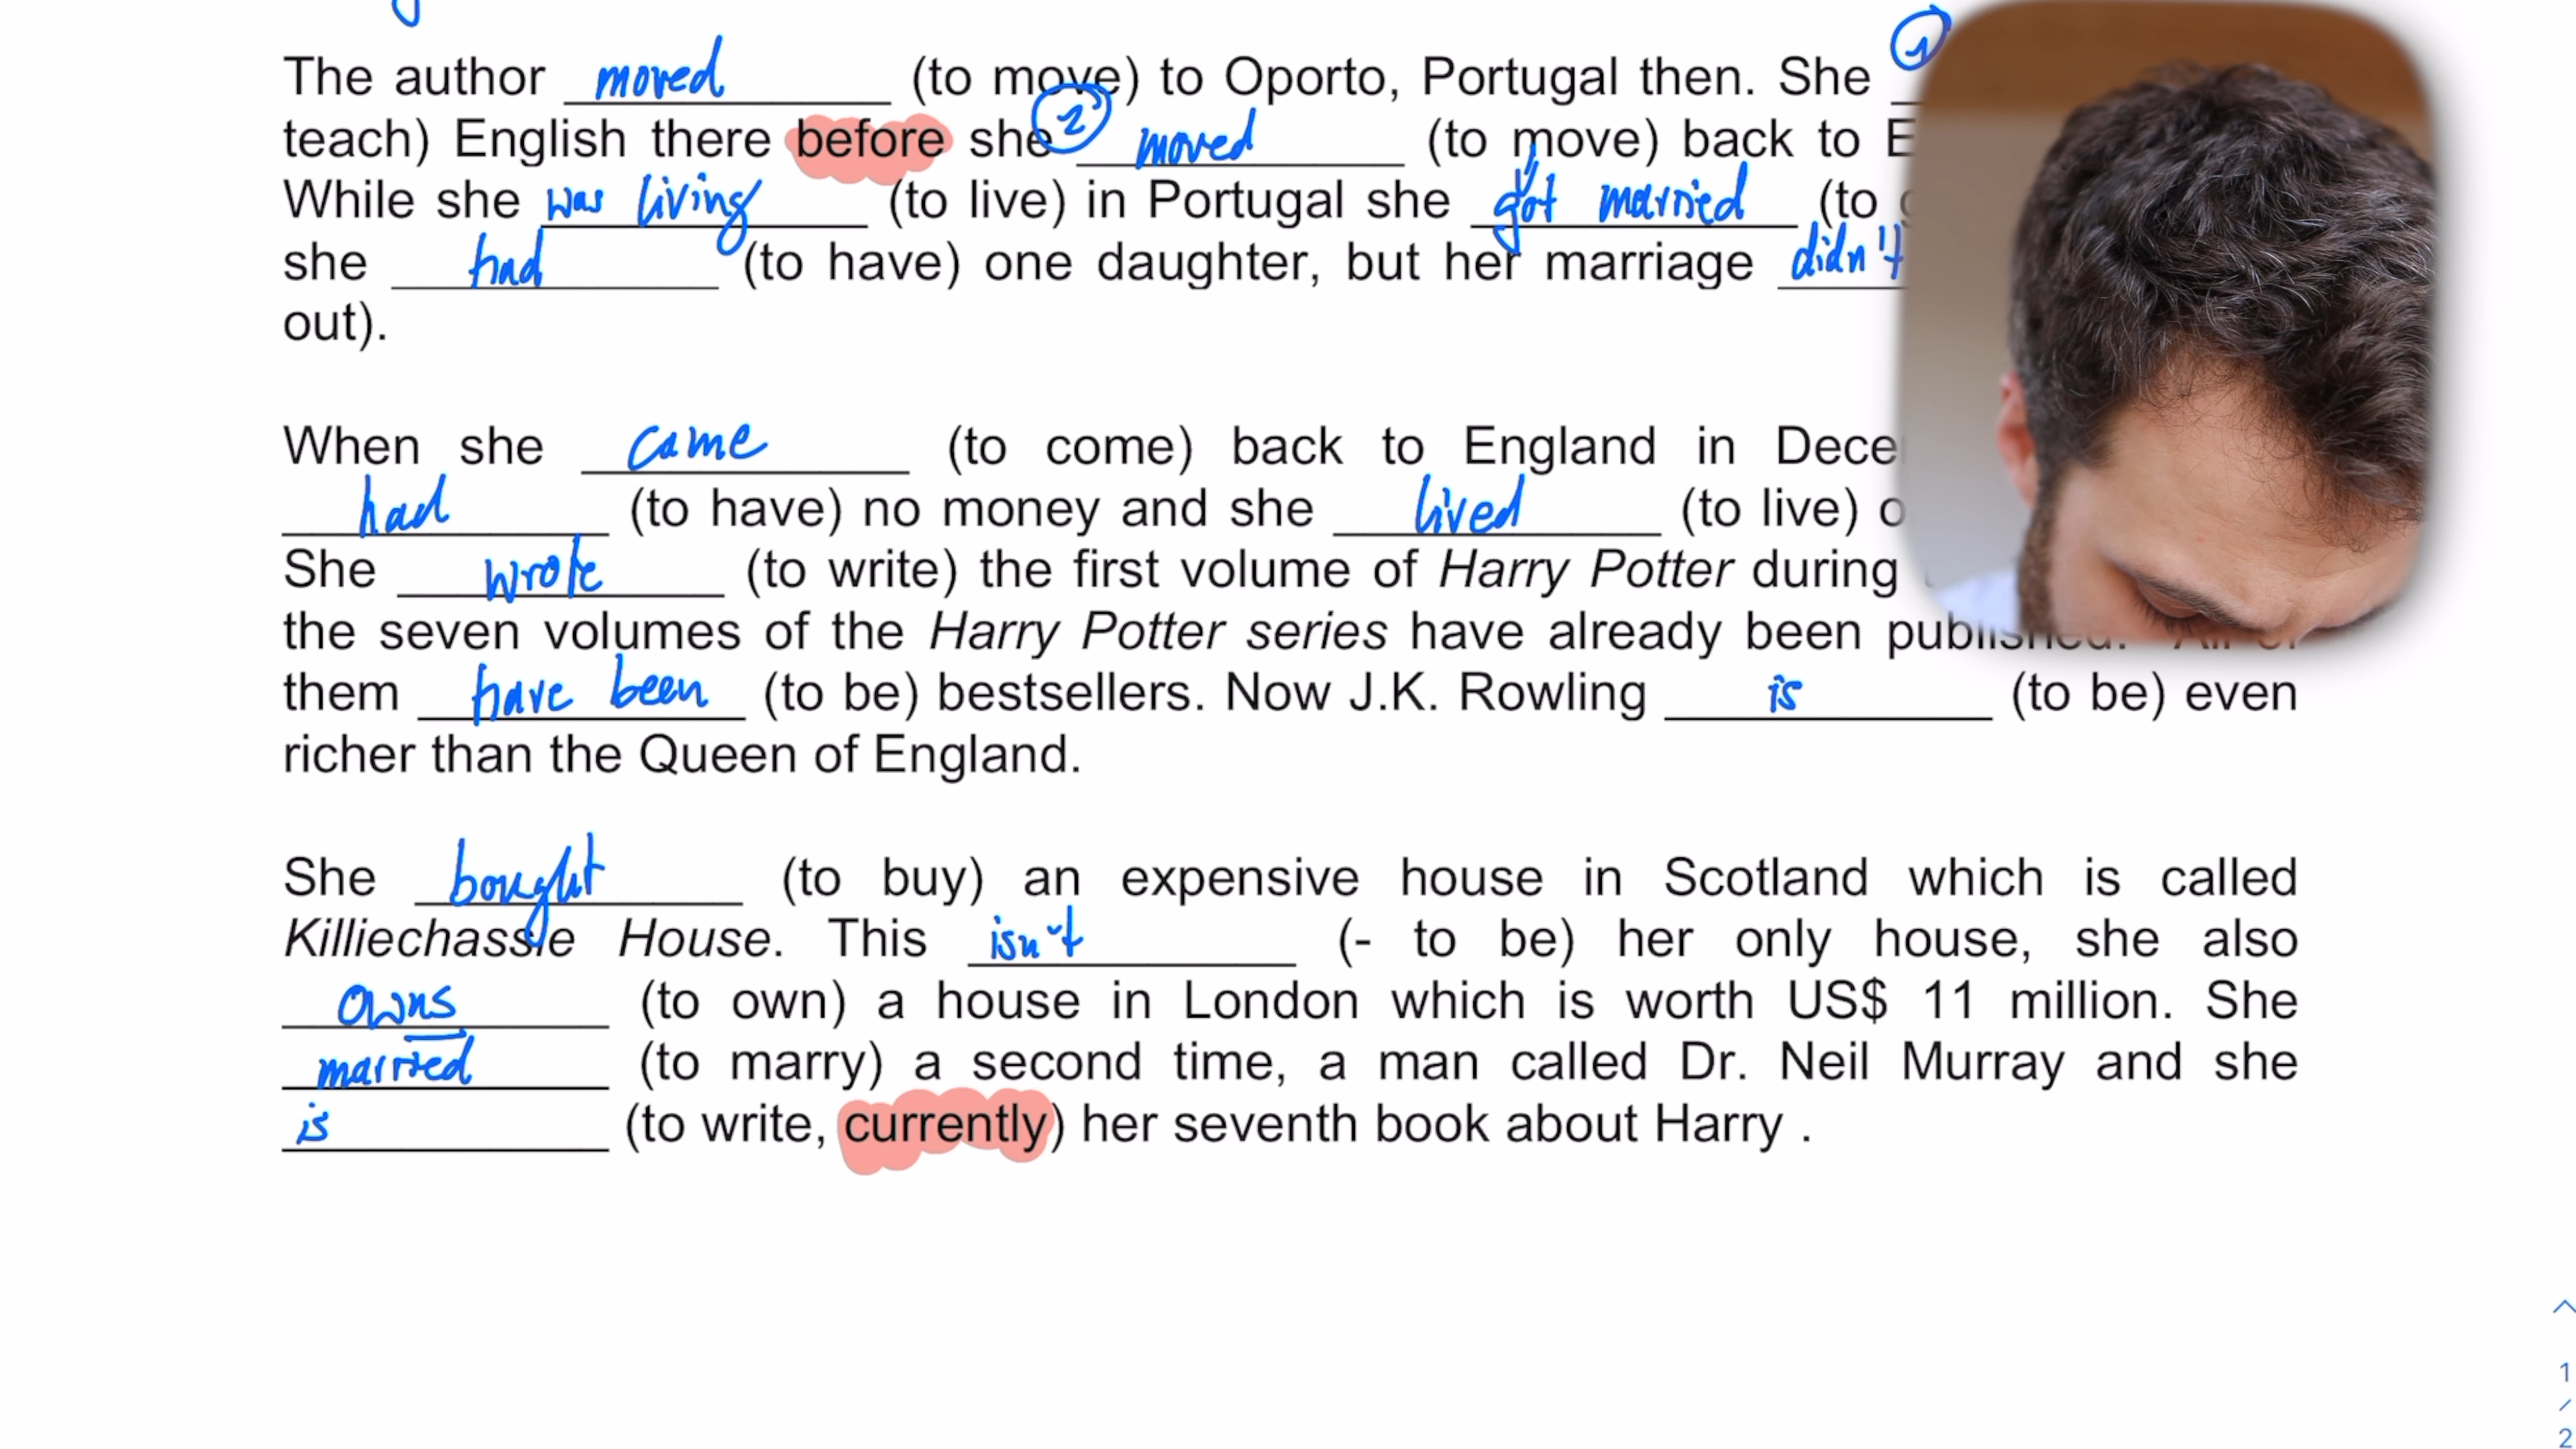 The author moved (to move) to Oporto, Portugal then. She 1
teach) English there before she 2 moved (to move) back to E
While she was living (to live) in Portugal she got married (to
she had (to have) one daughter, but her marriage didn't
out).
When she came (to come) back to England in Dece
had (to have) no money and she lived (to live) o
She wrote (to write) the first volume of Harry Potter during
the seven volumes of the Harry Potter series have already been published. All of
them have been (to be) bestsellers. Now J.K. Rowling is (to be) even
richer than the Queen of England.
She bought (to buy) an expensive house in Scotland which is called
Killiechassie House. This isn't (- to be) her only house, she also
owns (to own) a house in London which is worth US$ 11 million. She
married (to marry) a second time, a man called Dr. Neil Murray and she
is (to write, currently) her seventh book about Harry .
1
/
2